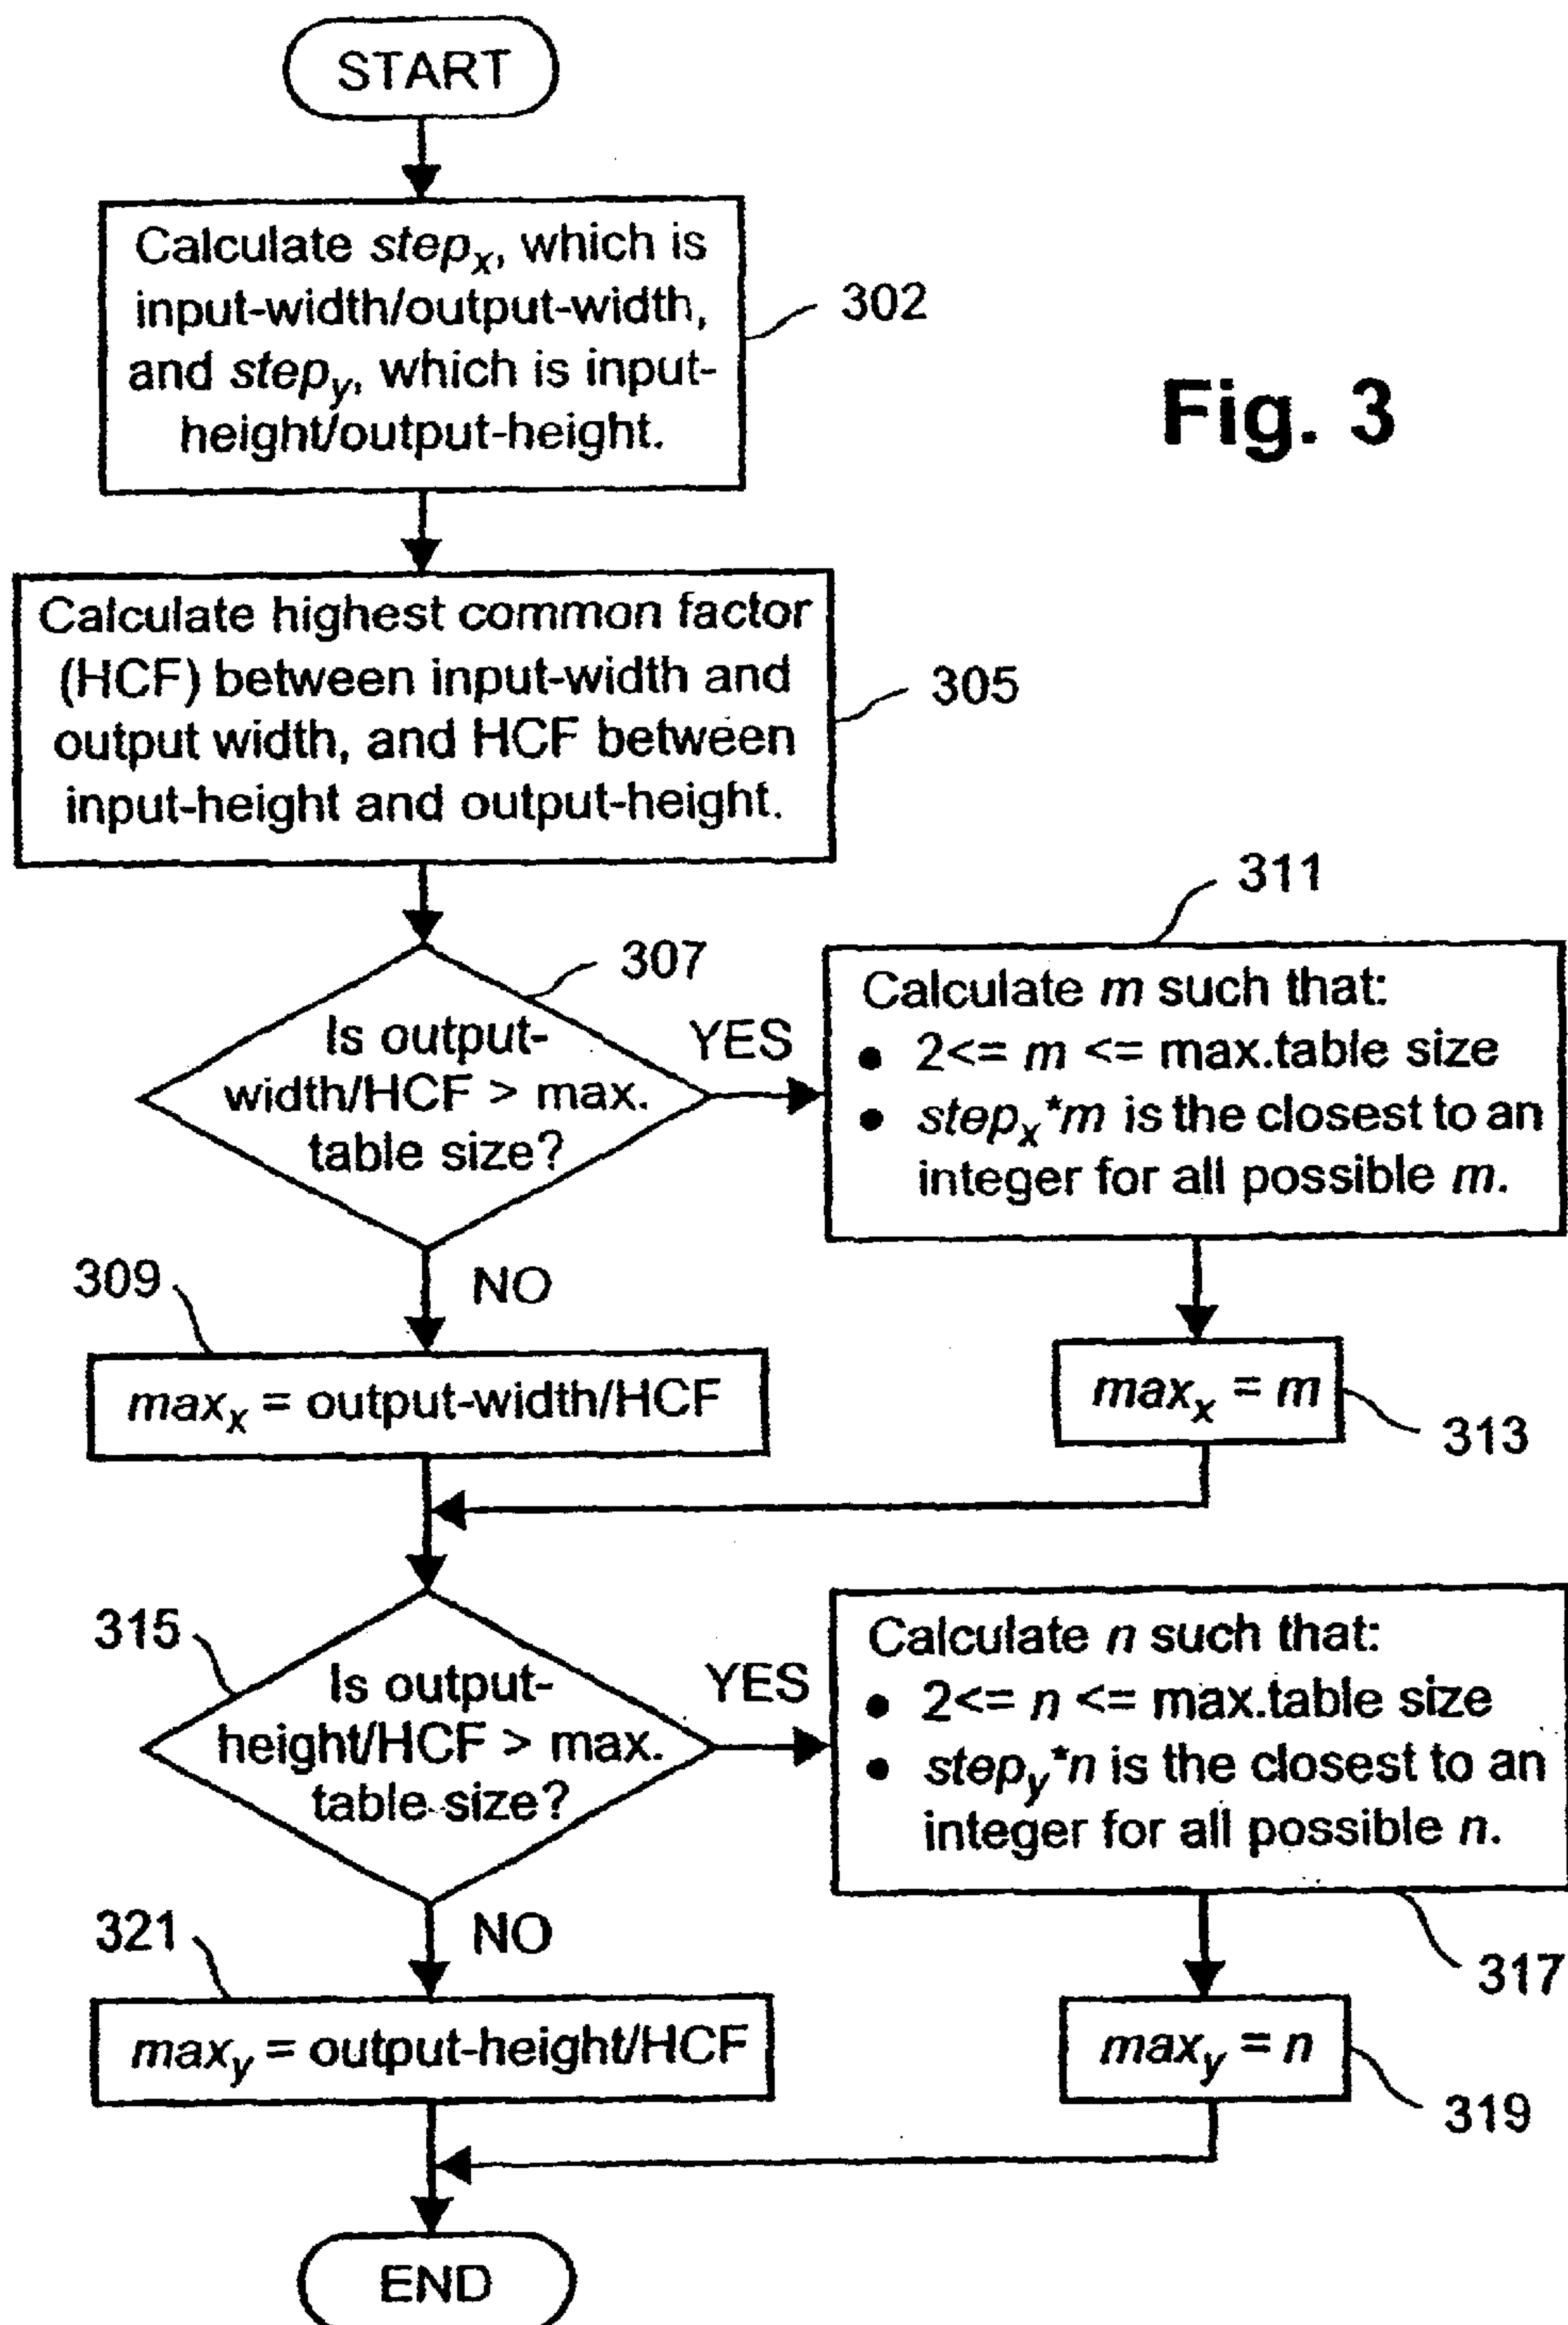 START
Calculate stepx, which is
input-width/output-width,
and stepy, which is input-
height/output-height.
302
Fig. 3
Calculate highest common factor
(HCF) between input-width and
output width, and HCF between
input-height and output-height.
305
307
Is output-
width/HCF > max.
table size?
YES
311
Calculate m such that:
• 2<= m <= max.table size
• stepx*m is the closest to an
integer for all possible m.
NO
309
maxx = output-width/HCF
maxx = m
313
315
Is output-
height/HCF > max.
table size?
YES
Calculate n such that:
• 2<= n <= max.table size
• stepy*n is the closest to an
integer for all possible n.
317
NO
321
maxy = output-height/HCF
maxy = n
319
END